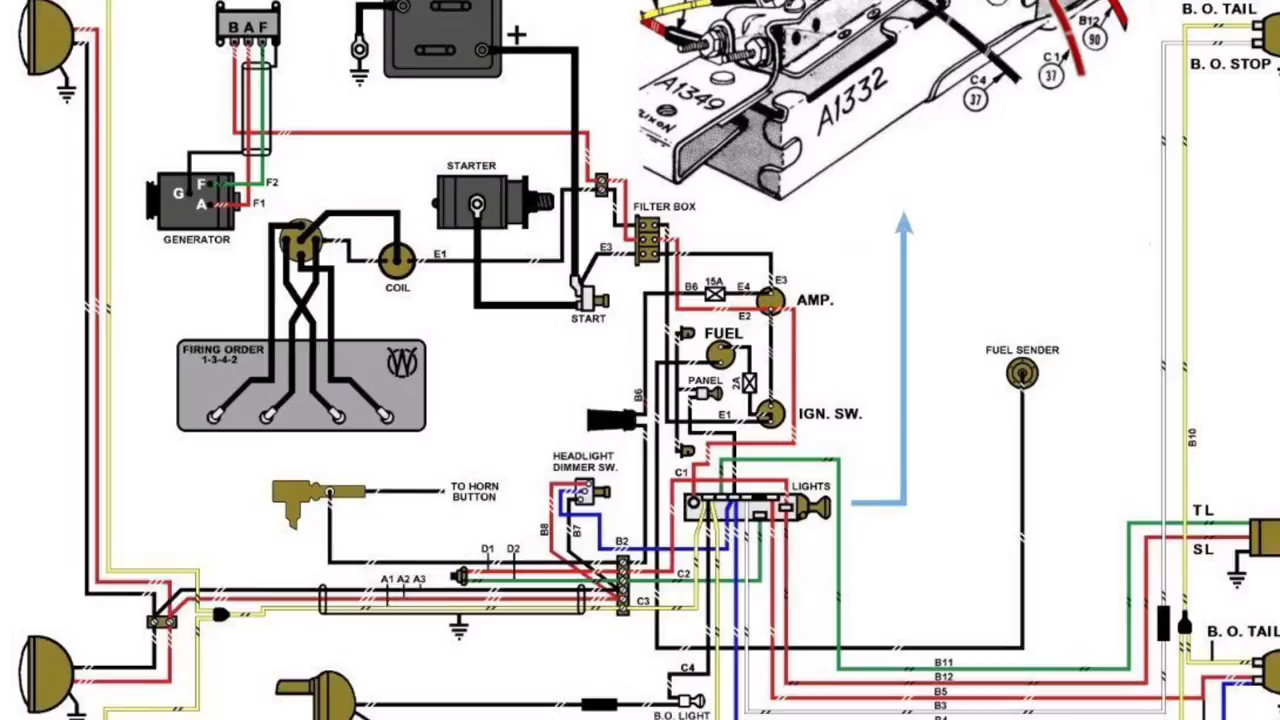 B A F
+
B. O. TAIL
B. O. STOP
B12
90
C1
37
C4
37
A1349
A1332
STARTER
G
F
A
F2
F1
GENERATOR
FILTER BOX
COIL
E1
E3
START
B6
15A
E4
E3
AMP.
E2
FUEL
PANEL
2A
B6
E1
IGN. SW.
FUEL SENDER
FIRING ORDER
1-3-4-2
W
HEADLIGHT
DIMMER SW.
TO HORN
BUTTON
C1
LIGHTS
B10
B8
B7
B2
D1
D2
C2
A1 A2 A3
C3
TL
SL
B. O. TAIL
C4
B.O. LIGHT
B11
B12
B5
B3